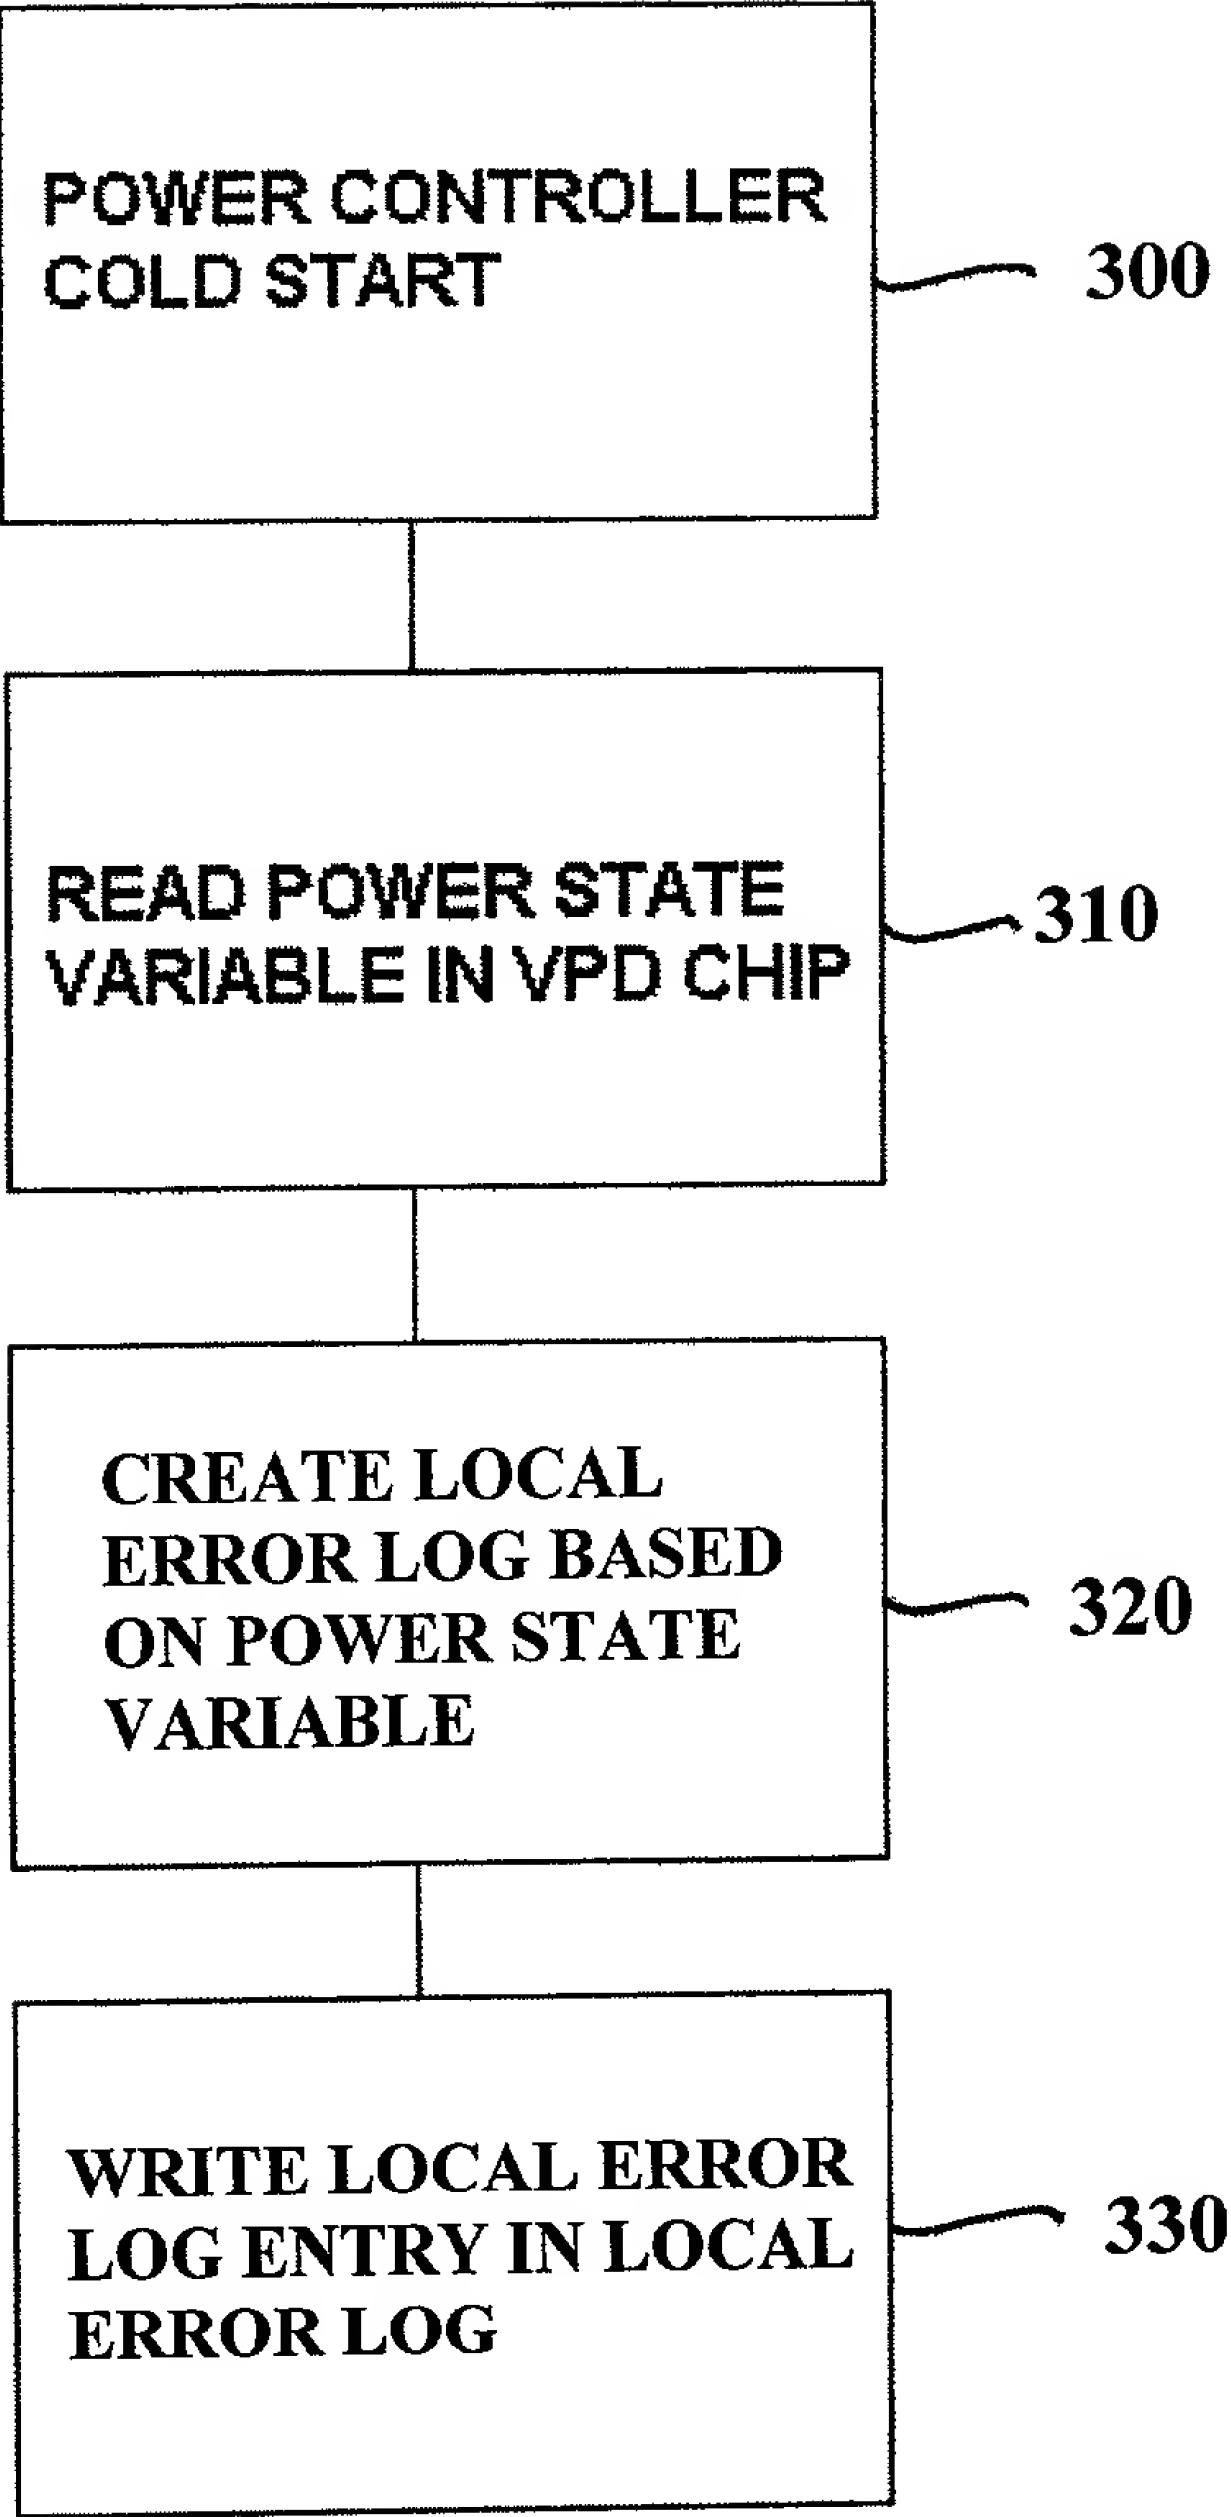 POWER CONTROLLER
COLD START
300
READ POWER STATE
VARIABLE IN VPD CHIP
310
CREATE LOCAL
ERROR LOG BASED
ON POWER STATE
VARIABLE
320
WRITE LOCAL ERROR
LOG ENTRY IN LOCAL
ERROR LOG
330